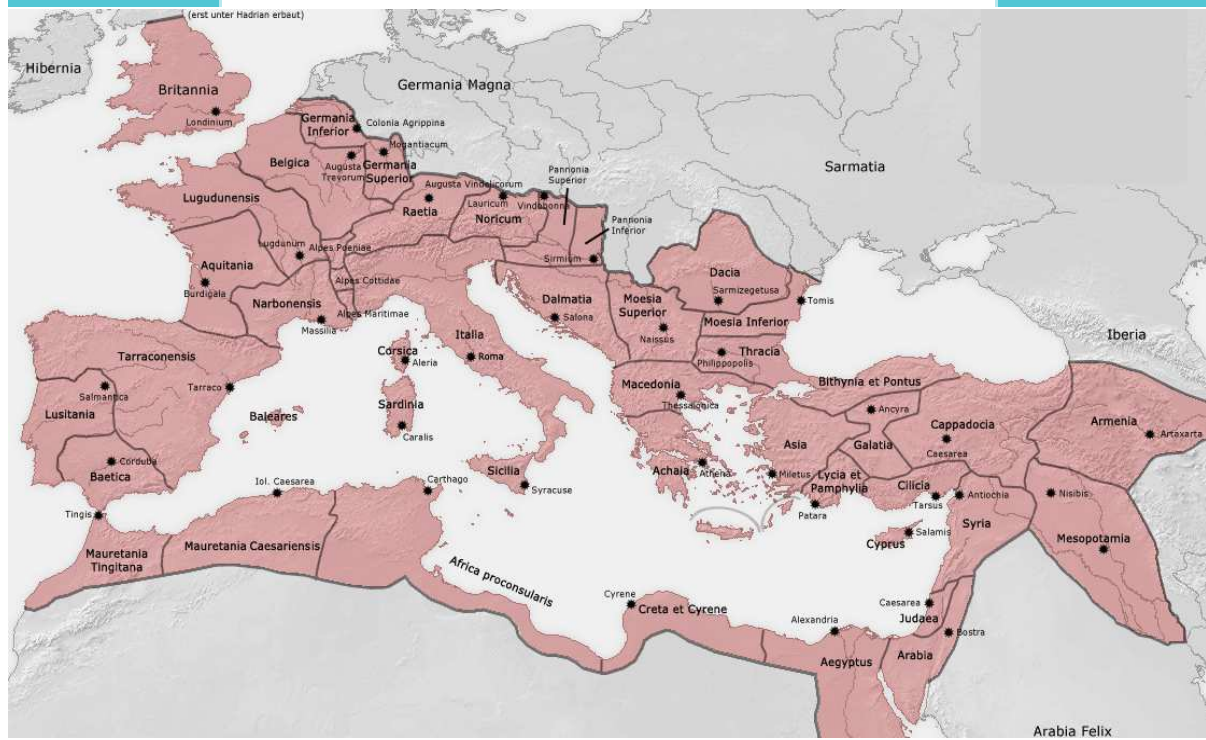 (erst unter Hadrian erbaut)
Hibernia
Britannia
Londinium
Germania Magna
Germania
Inferior
Colonia Agrippina
Mogantiacum
Belgica
Augusta
Trevorum
Germania
Superior
Sarmatia
Pannonia
Superior
Lugudunensis
Augusta Vindelicorum
Lauricum
Vindobonna
Raetia
Noricum
Pannonia
Inferior
Lugdunum
Alpes Poeniae
Aquitania
Burdigala
Alpes Cottidae
Sirmium
Dacia
Sarmizegetusa
Tomis
Narbonensis
Alpes Maritimae
Massilia
Dalmatia
Salona
Moesia
Superior
Naissus
Moesia Inferior
Iberia
Italia
Roma
Tarraconensis
Corsica
Aleria
Thracia
Philippopolis
Salmantica
Tarraco
Lusitania
Baleares
Sardinia
Caralis
Macedonia
Thessalonica
Bithynia et Pontus
Ancyra
Cappadocia
Caesarea
Armenia
Artaxarta
Asia
Galatia
Corduba
Baetica
Sicilia
Syracuse
Achaia
Athena
Miletus
Lycia et
Pamphylia
Patara
Cilicia
Tarsus
Antiochia
Nisibis
Iol. Caesarea
Carthago
Tingis
Syria
Salamis
Cyprus
Mesopotamia
Mauretania
Tingitana
Mauretania Caesariensis
Africa proconsularis
Cyrene
Creta et Cyrene
Caesarea
Judaea
Alexandria
Bostra
Aegyptus
Arabia
Arabia Felix